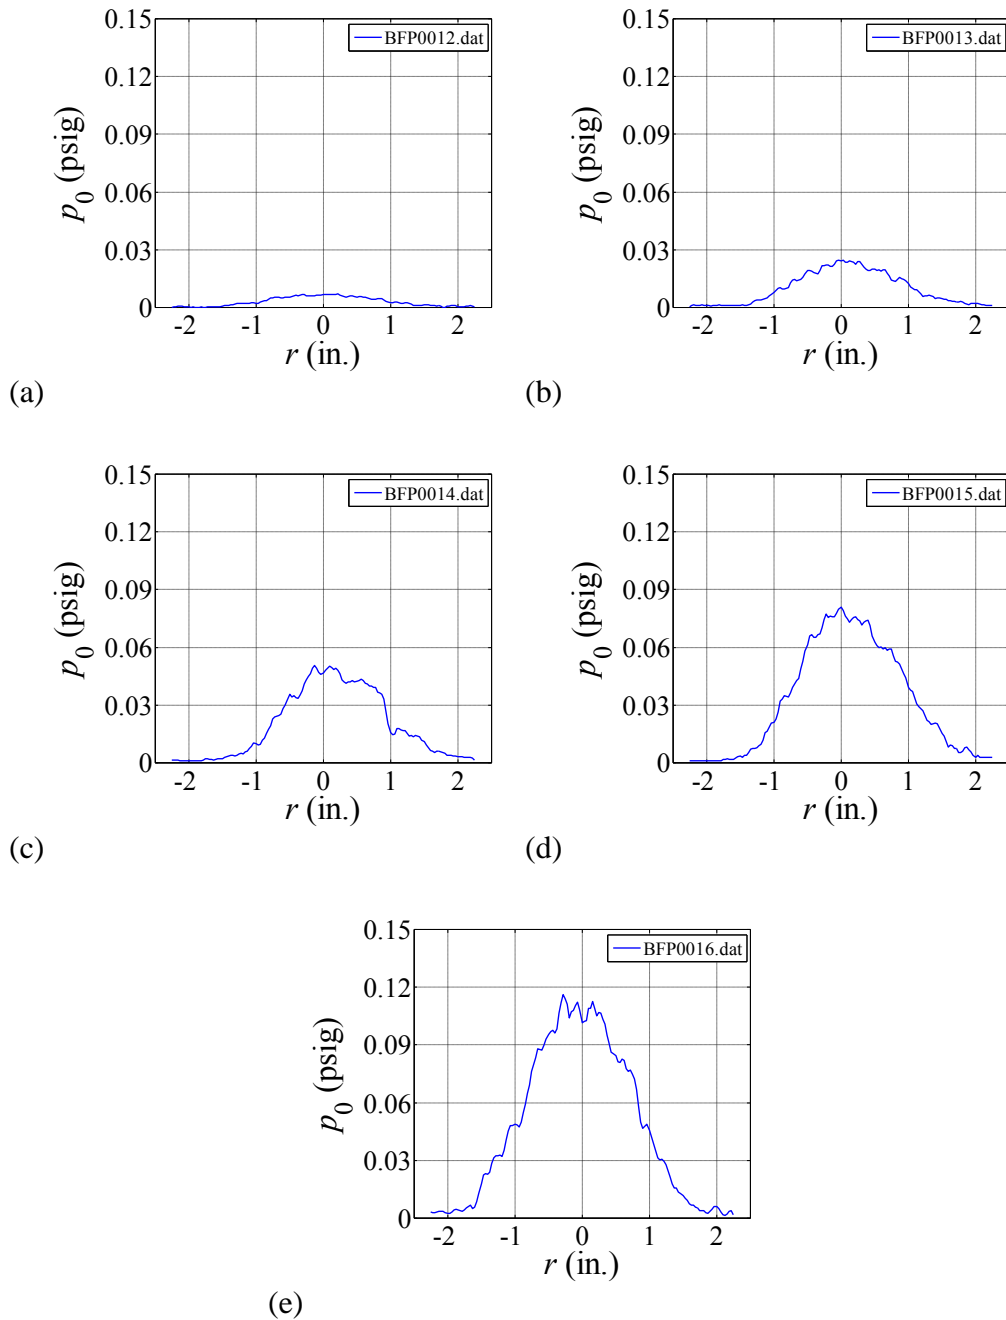 0.15
0.12
0.09
0.06
0.03
0
p0 (psig)
BFP0012.dat
-2 -1 0 1 2
r (in.)
(a)
0.15
0.12
0.09
0.06
0.03
0
p0 (psig)
BFP0013.dat
-2 -1 0 1 2
r (in.)
(b)
0.15
0.12
0.09
0.06
0.03
0
p0 (psig)
BFP0014.dat
-2 -1 0 1 2
r (in.)
(c)
0.15
0.12
0.09
0.06
0.03
0
p0 (psig)
BFP0015.dat
-2 -1 0 1 2
r (in.)
(d)
0.15
0.12
0.09
0.06
0.03
0
p0 (psig)
BFP0016.dat
-2 -1 0 1 2
r (in.)
(e)